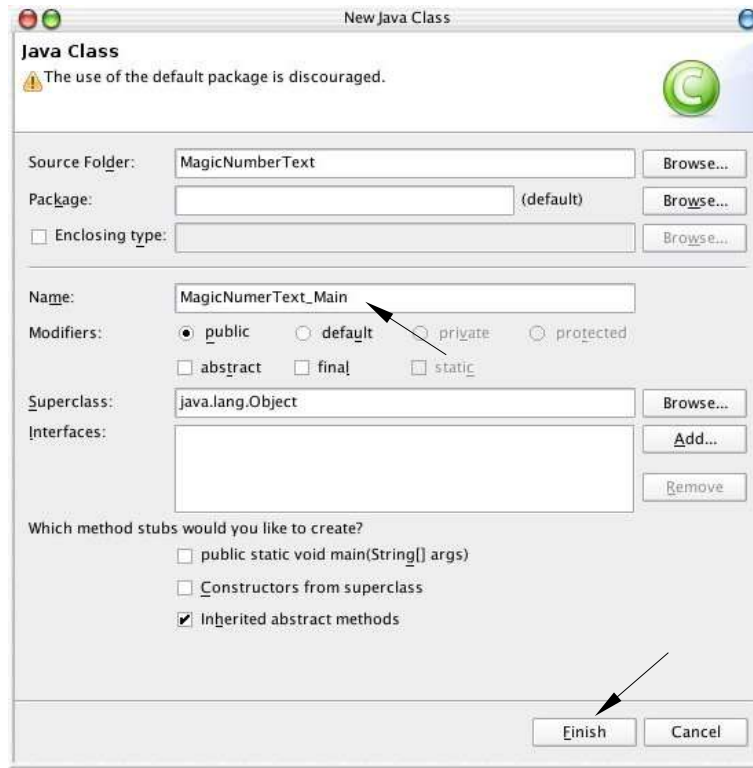 New Java Class
Java Class
The use of the default package is discouraged.
C
Source Folder: MagicNumberText Browse...
Package: (default) Browse...
Enclosing type: Browse...
Name: MagicNumerText_Main
Modifiers: public default private protected
abstract final static
Superclass: java.lang.Object Browse...
Interfaces: Add...
Remove
Which method stubs would you like to create?
public static void main(String[] args)
Constructors from superclass
Inherited abstract methods
Finish Cancel